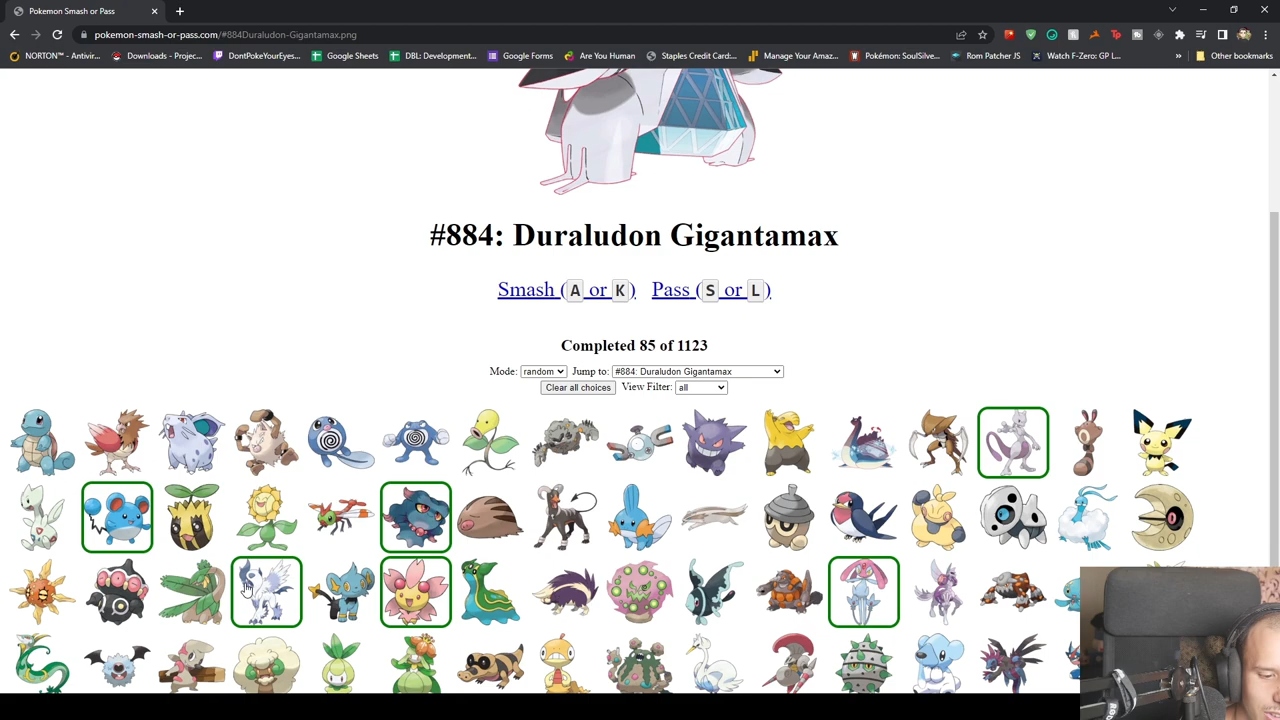 Pokemon Smash or Pass
pokemon-smash-or-pass.com/#884Duraludon-Gigantamax.png
NORTON™ - Antivir... Downloads - Projec... DontPokeYourEyes... Google Sheets DBL: Development... Google Forms Are You Human Staples Credit Card:... Manage Your Amaz... Pokémon: SoulSilve... Rom Patcher JS Watch F-Zero: GP L... » Other bookmarks
#884: Duraludon Gigantamax
Smash (A or K) Pass (S or L)
Completed 85 of 1123
Mode: random Jump to: #884: Duraludon Gigantamax
Clear all choices View Filter: all